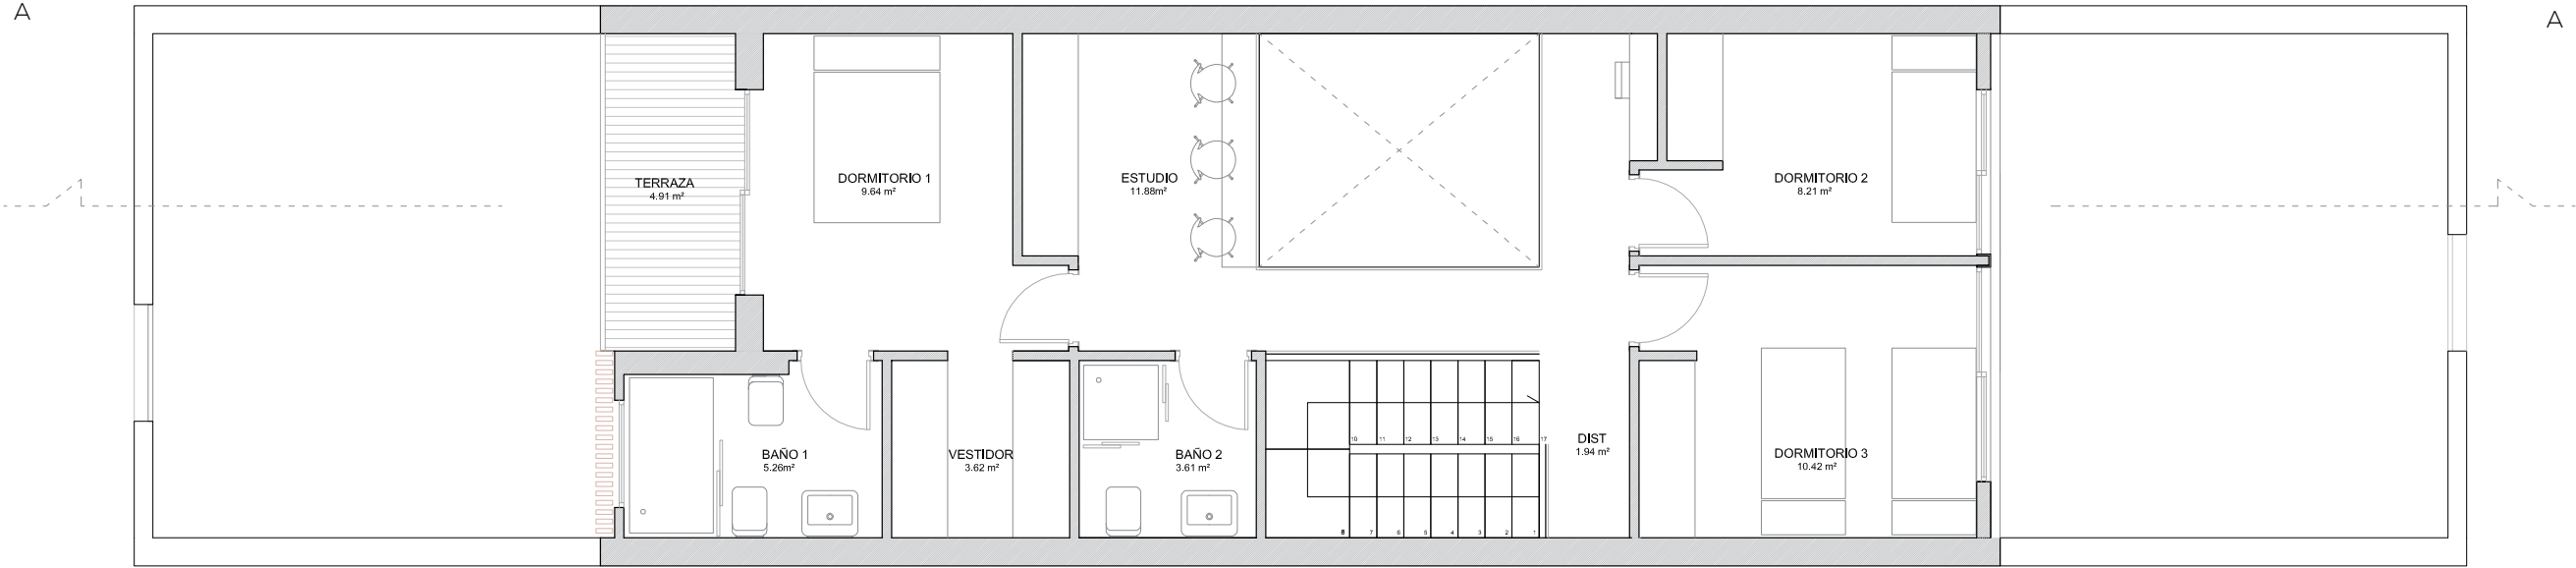 A
A
TERRAZA
4.91 m²
DORMITORIO 1
9.64 m²
ESTUDIO
11.88m²
DORMITORIO 2
8.21 m²
BAÑO 1
5.26m²
VESTIDOR
3.62 m²
BAÑO 2
3.61 m²
10 11 12 13 14 15 16 17
DIST
1.94 m²
DORMITORIO 3
10.42 m²
8 7 6 5 4 3 2 1